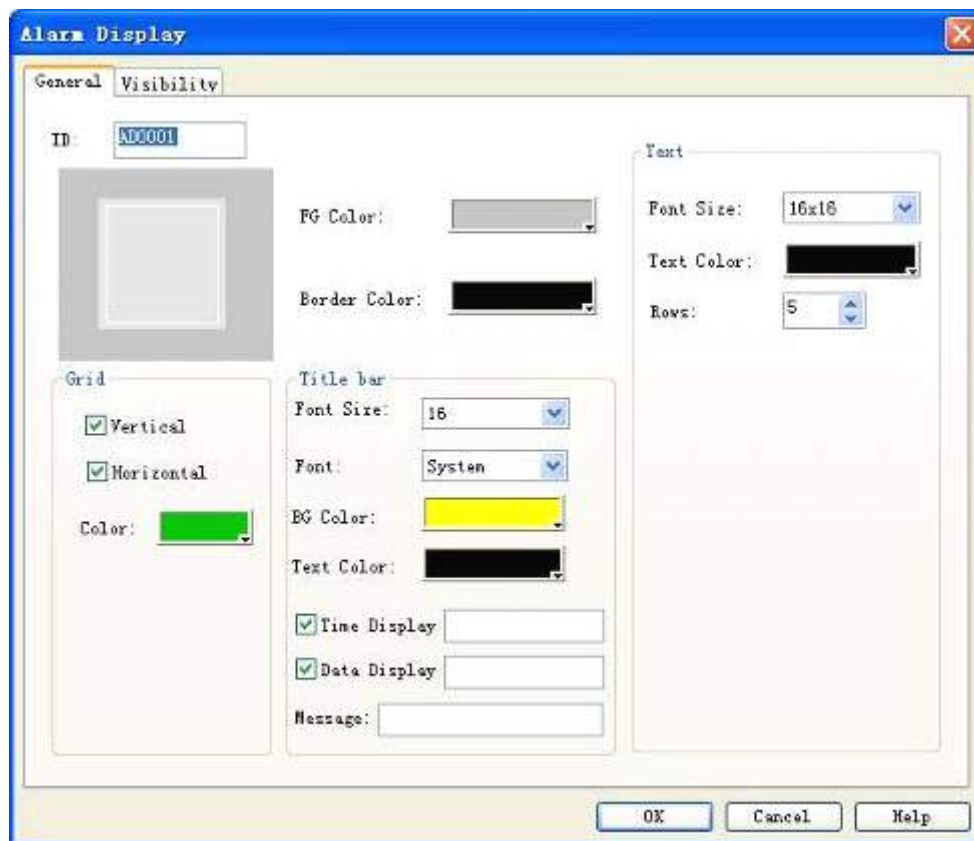 Alarm Display
General Visibility
ID: AD0001
FG Color:
Border Color:
Text
Font Size: 16x16
Text Color:
Rows: 5
Grid
Vertical
Horizontal
Color:
Title bar
Font Size: 16
Font: System
BG Color:
Text Color:
Time Display
Data Display
Message:
OK Cancel Help